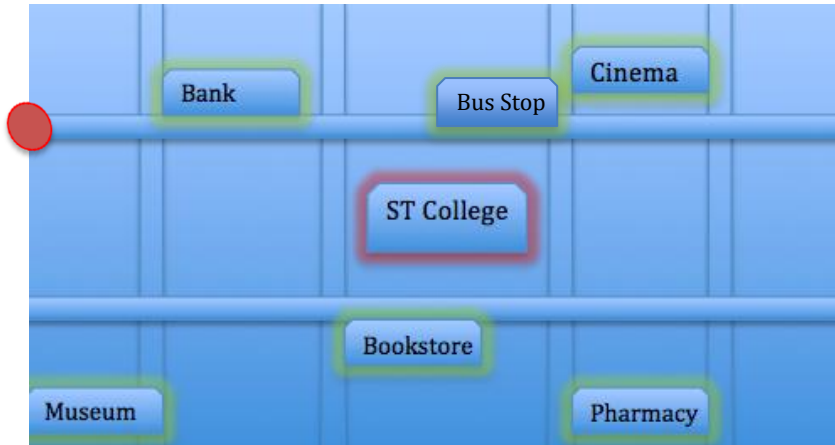 Cinema
Bank
Bus Stop
ST College
Bookstore
Museum
Pharmacy